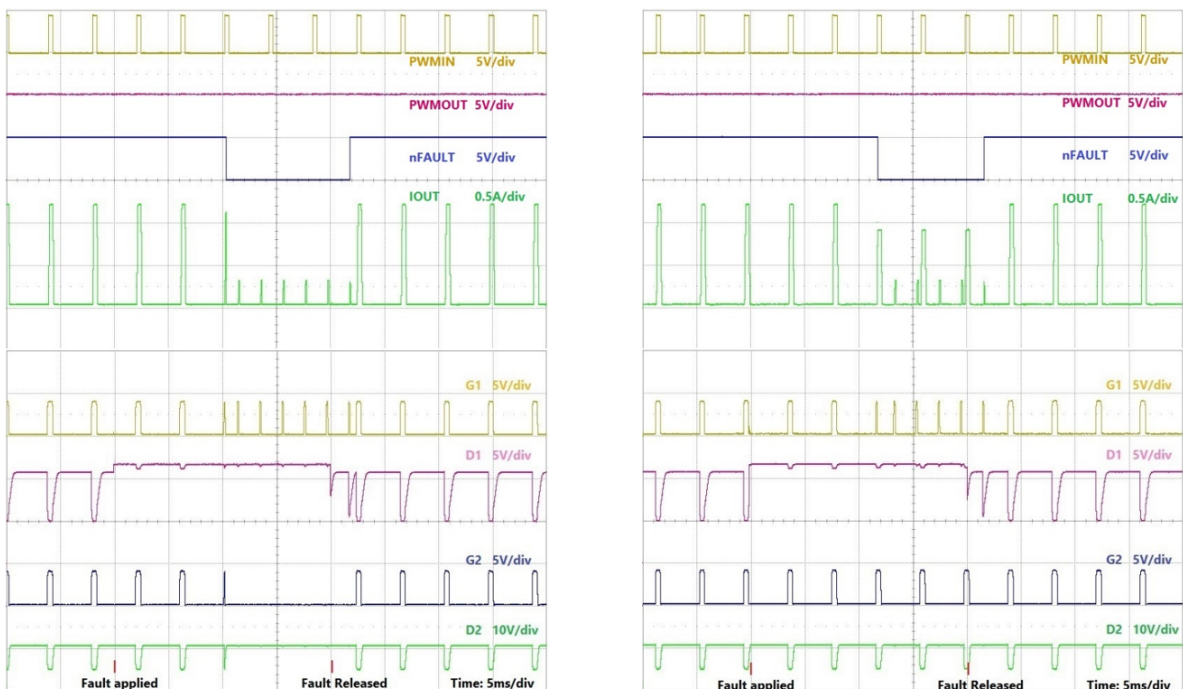 PWMIN 5V/div
PWMOUT 5V/div
nFAULT 5V/div
IOUT 0.5A/div
G1 5V/div
D1 5V/div
G2 5V/div
D2 10V/div
Fault applied Fault Released Time: 5ms/div
PWMIN 5V/div
PWMOUT 5V/div
nFAULT 5V/div
IOUT 0.5A/div
G1 5V/div
D1 5V/div
G2 5V/div
D2 10V/div
Fault applied Fault Released Time: 5ms/div